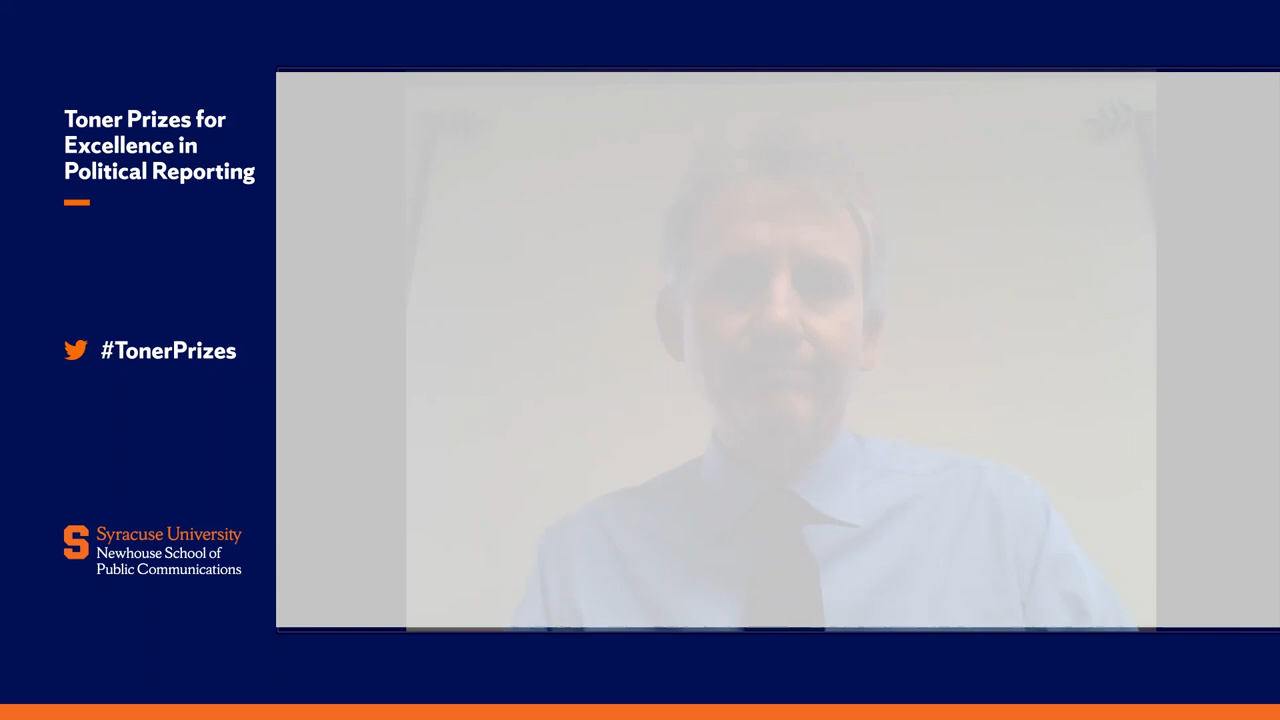 Toner Prizes for
Excellence in
Political Reporting
#TonerPrizes
S Syracuse University
Newhouse School of
Public Communications